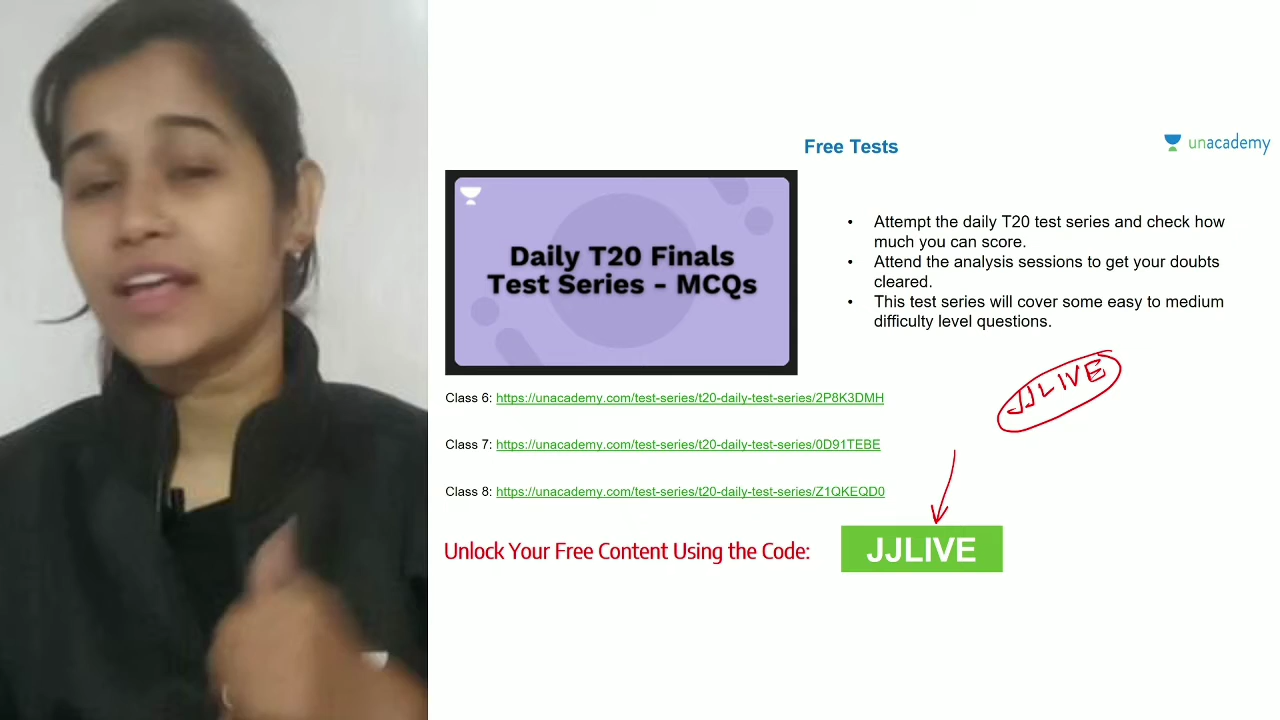 Free Tests
unacademy
Daily T20 Finals
Test Series - MCQs
• Attempt the daily T20 test series and check how
much you can score.
• Attend the analysis sessions to get your doubts
cleared.
• This test series will cover some easy to medium
difficulty level questions.
JJLIVE
Class 6: https://unacademy.com/test-series/t20-daily-test-series/2P8K3DMH
Class 7: https://unacademy.com/test-series/t20-daily-test-series/0D91TEBE
Class 8: https://unacademy.com/test-series/t20-daily-test-series/Z1QKEQD0
Unlock Your Free Content Using the Code:
JJLIVE